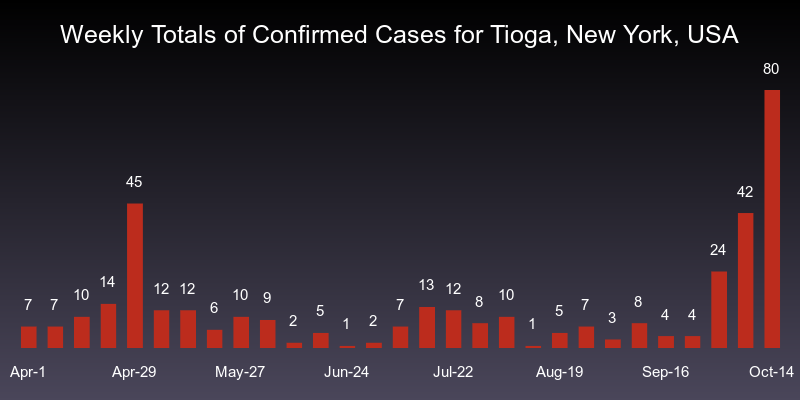 Weekly Totals of Confirmed Cases for Tioga, New York, USA
7 7 10 14 45 12 12 6 10 9 2 5 1 2 7 13 12 8 10 1 5 7 3 8 4 4 24 42 80
Apr-1 Apr-29 May-27 Jun-24 Jul-22 Aug-19 Sep-16 Oct-14